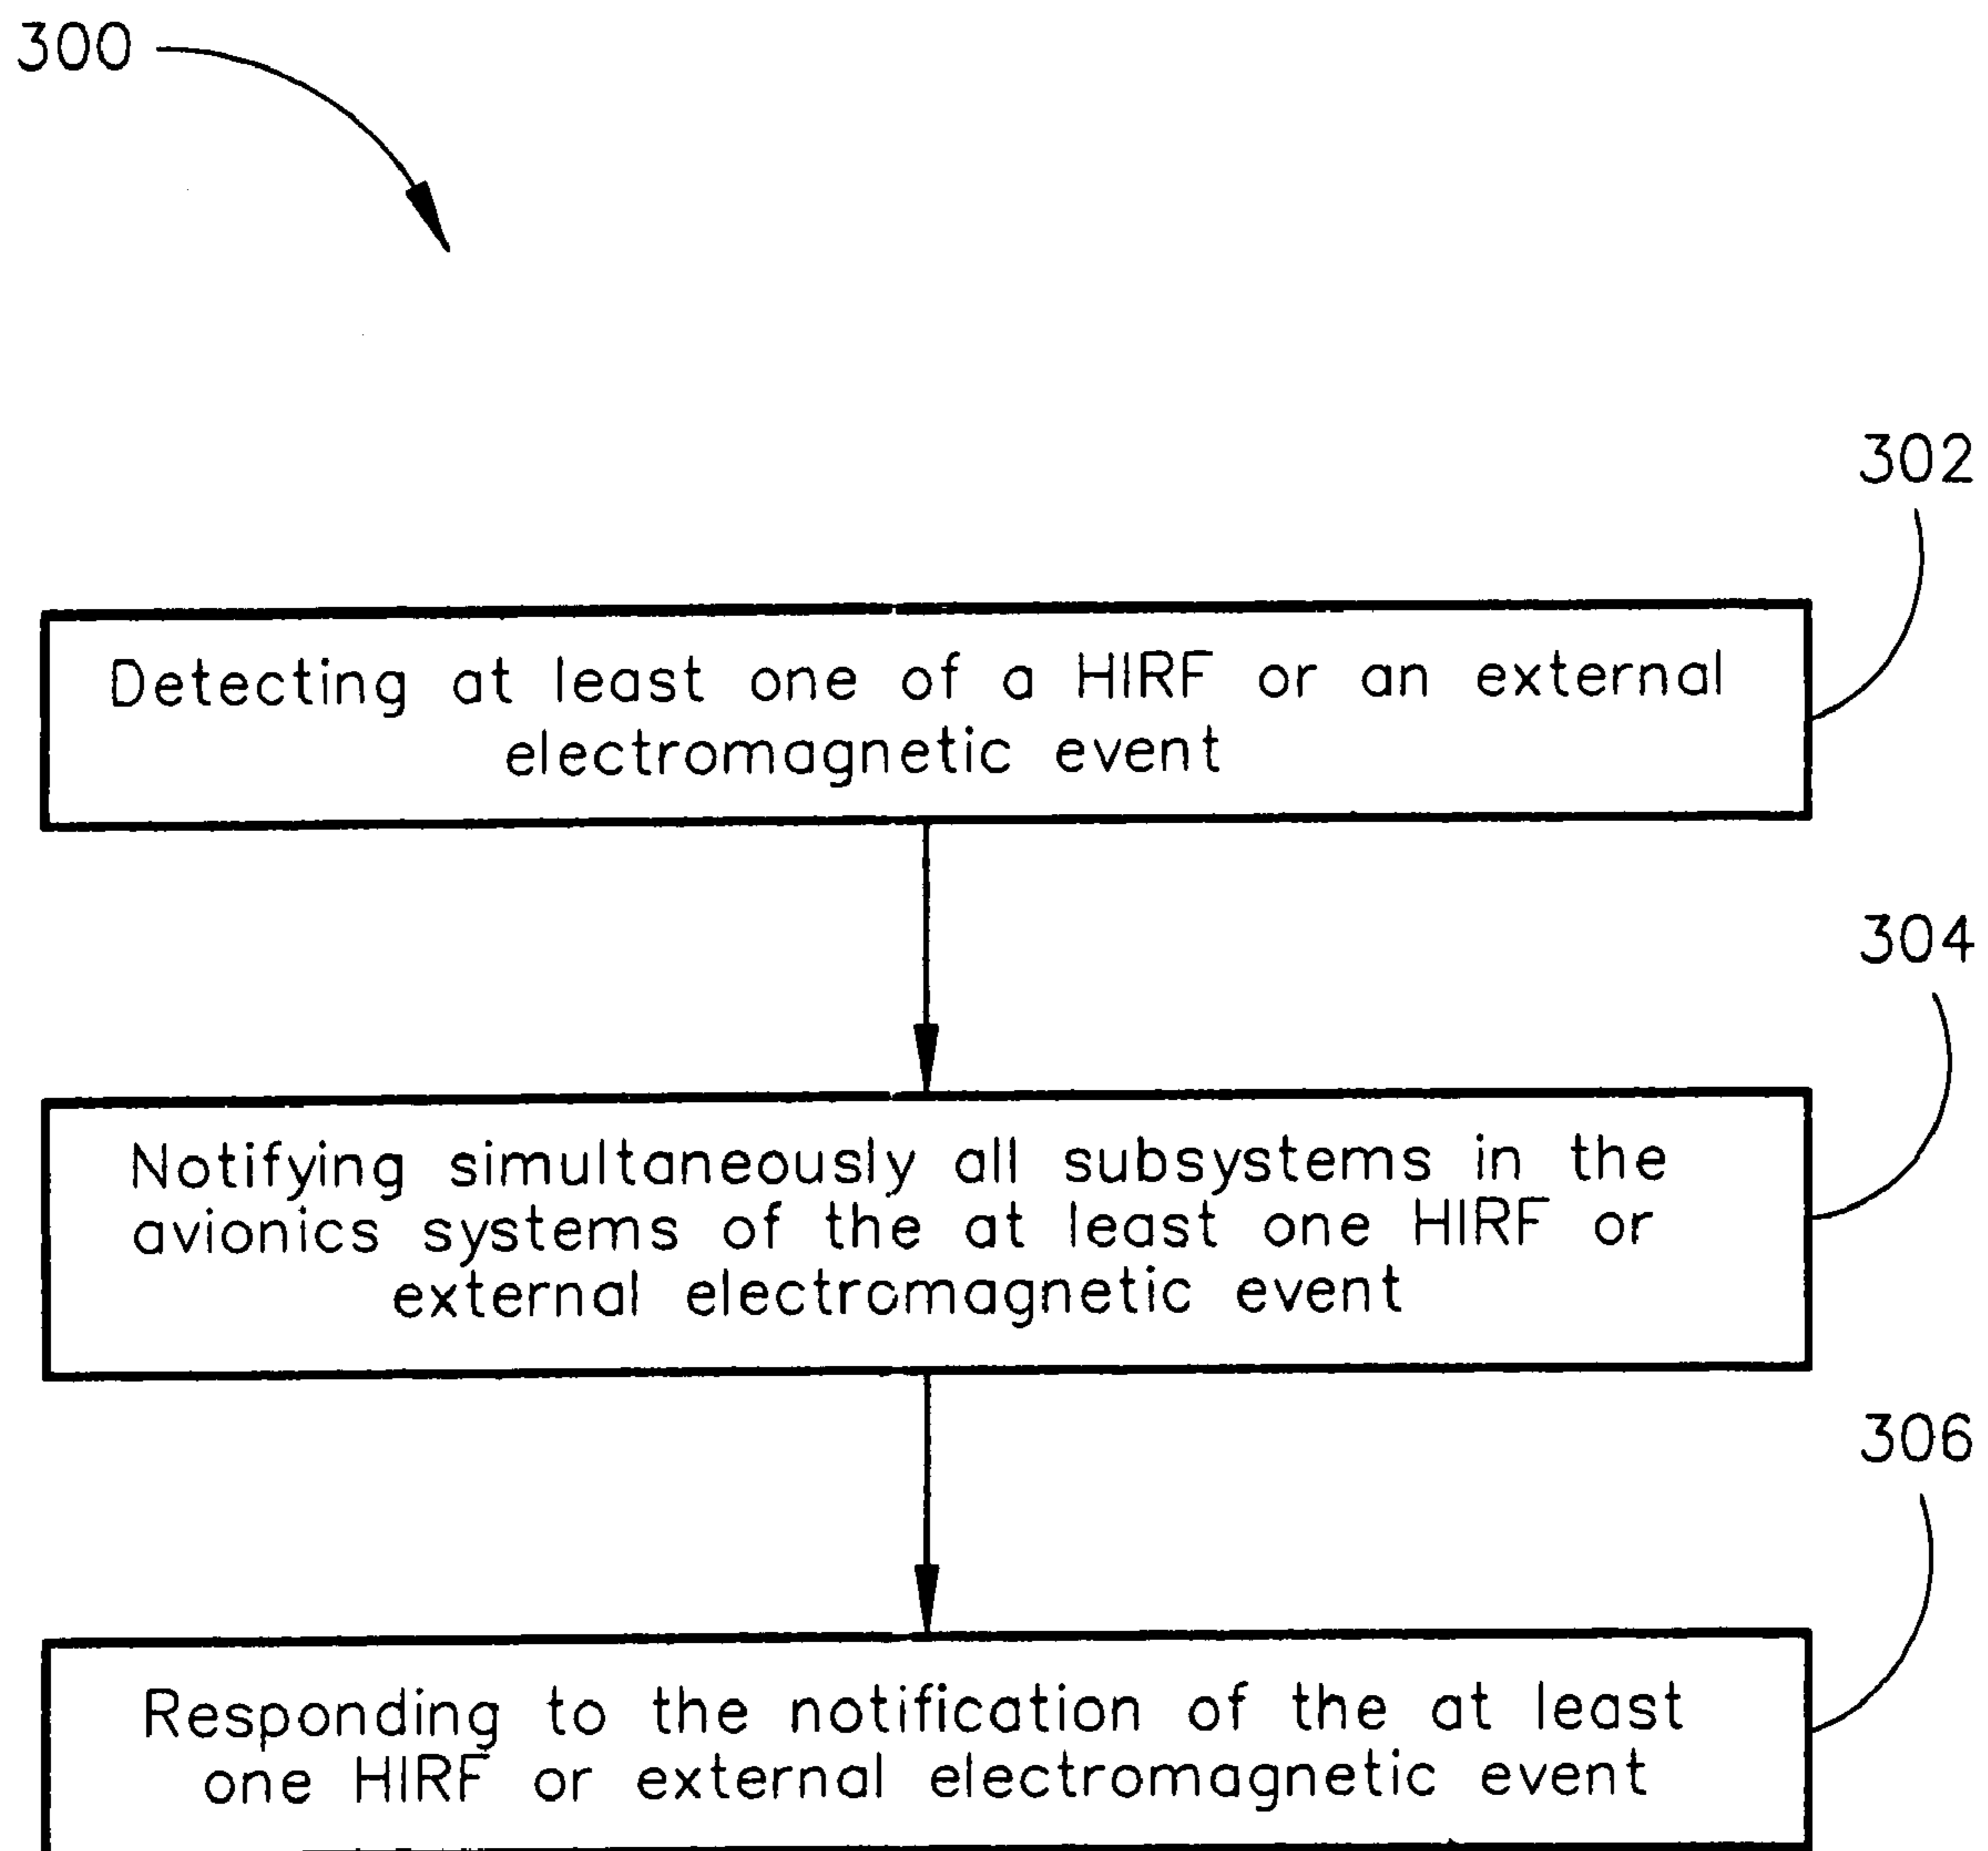 300
302
Detecting at least one of a HIRF or an external
electromagnetic event
304
Notifying simultaneously all subsystems in the
avionics systems of the at least one HIRF or
external electromagnetic event
306
Responding to the notification of the at least
one HIRF or external electromagnetic event